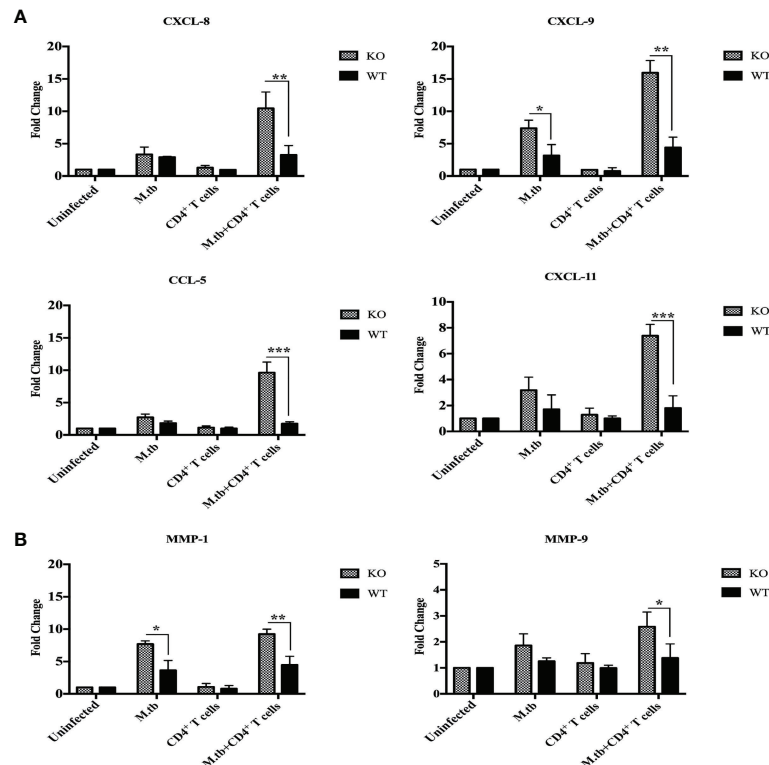 A
CXCL-8
Fold Change
20
15
10
5
0
**
KO
WT
Uninfected
M.tb
CD4⁺ T cells
M.tb+CD4⁺ T cells
CXCL-9
Fold Change
20
15
10
5
0
*
**
KO
WT
Uninfected
M.tb
CD4⁺ T cells
M.tb+CD4⁺ T cells
CCL-5
Fold Change
20
15
10
5
0
***
KO
WT
Uninfected
M.tb
CD4⁺ T cells
M.tb+CD4⁺ T cells
CXCL-11
Fold Change
10
8
6
4
2
0
***
KO
WT
Uninfected
M.tb
CD4⁺ T cells
M.tb+CD4⁺ T cells
B
MMP-1
Fold Change
20
15
10
5
0
*
**
KO
WT
Uninfected
M.tb
CD4⁺ T cells
M.tb+CD4⁺ T cells
MMP-9
Fold Change
5
4
3
2
1
0
*
KO
WT
Uninfected
M.tb
CD4⁺ T cells
M.tb+CD4⁺ T cells